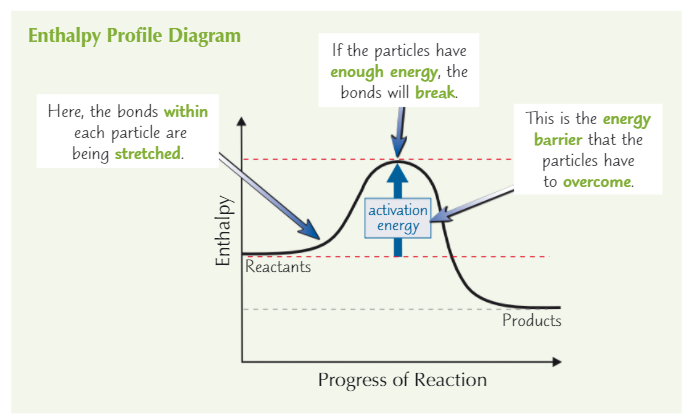 Enthalpy Profile Diagram
If the particles have
enough energy, the
bonds will break.
Here, the bonds within
each particle are
being stretched.
This is the energy
barrier that the
particles have
to overcome.
activation
energy
Enthalpy
Reactants
Products
Progress of Reaction